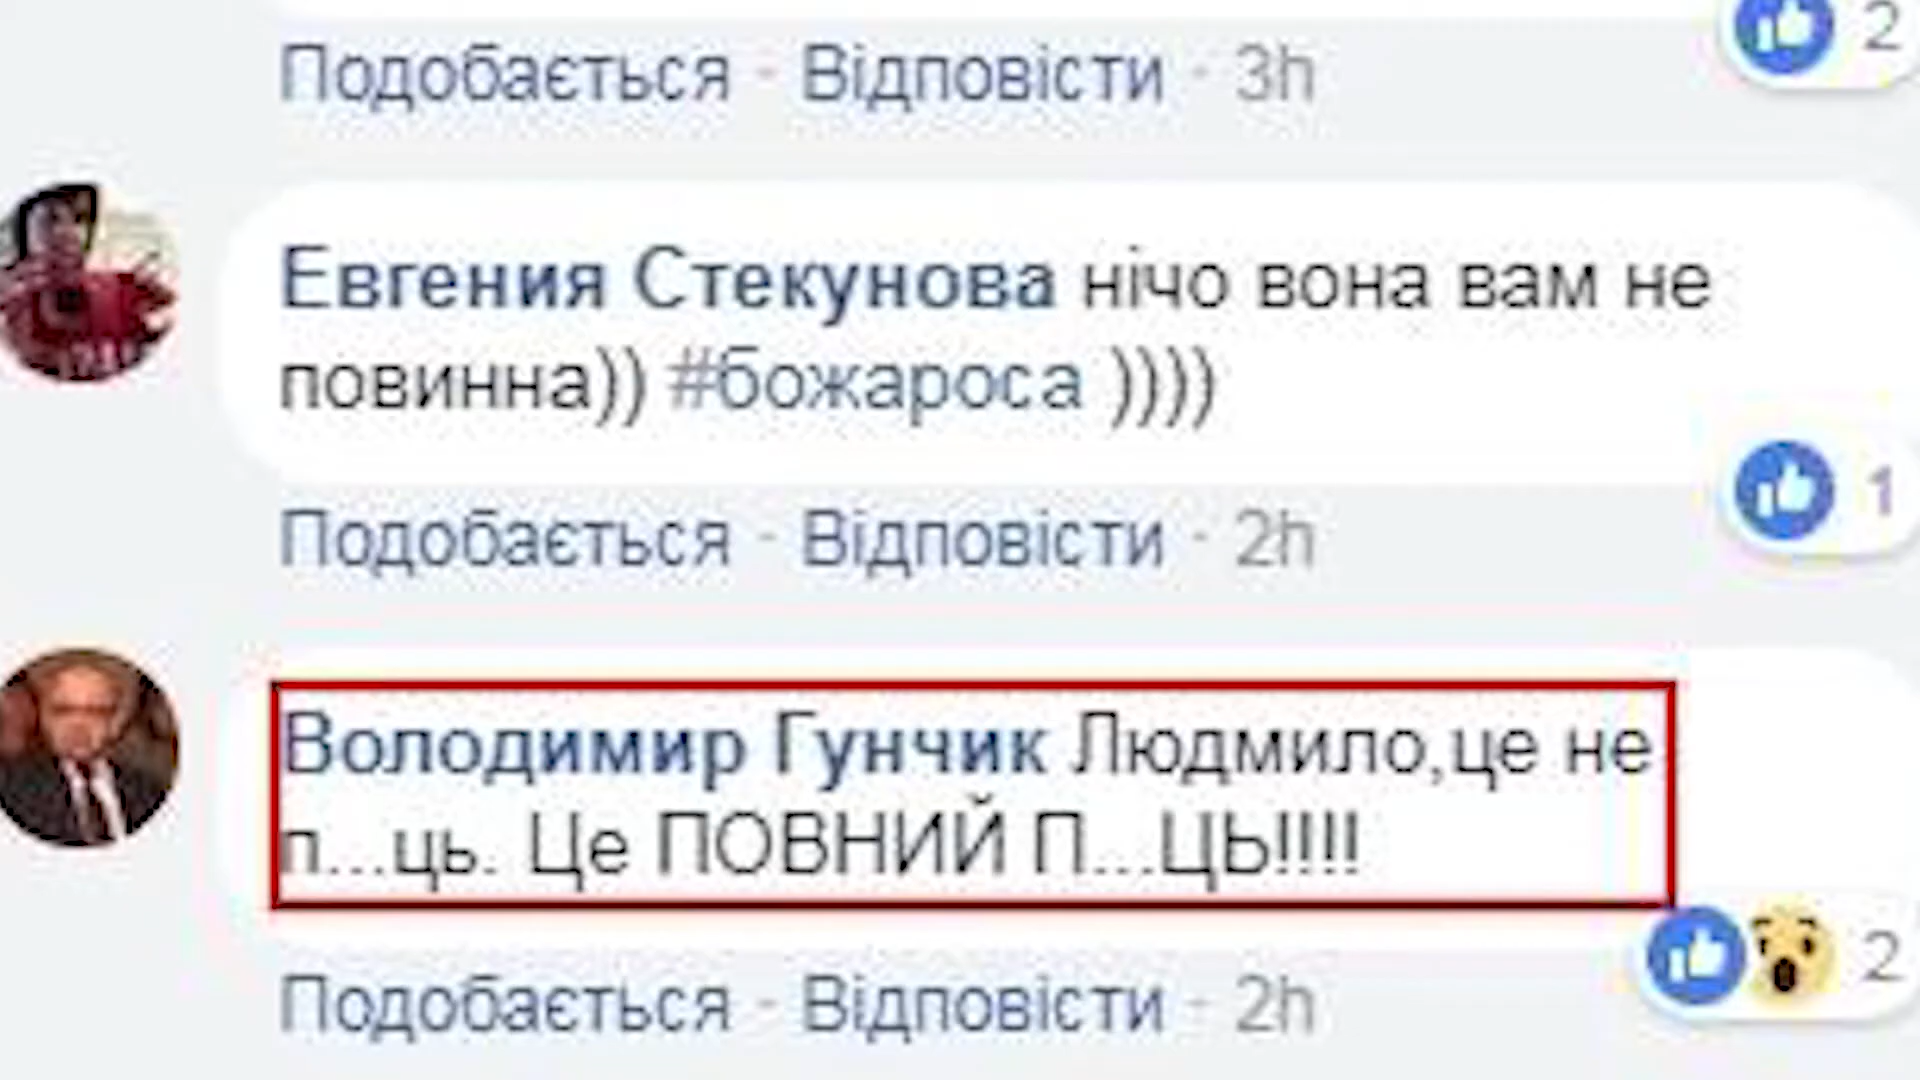 Подобається · Відповісти · 3h
2
Евгения Стекунова нічо вона вам не
повинна)) #божароса ))))
1
Подобається · Відповісти · 2h
Володимир Гунчик Людмило,це не
п...ць. Це ПОВНИЙ П...ЦЬ!!!!
2
Подобається · Відповісти · 2h